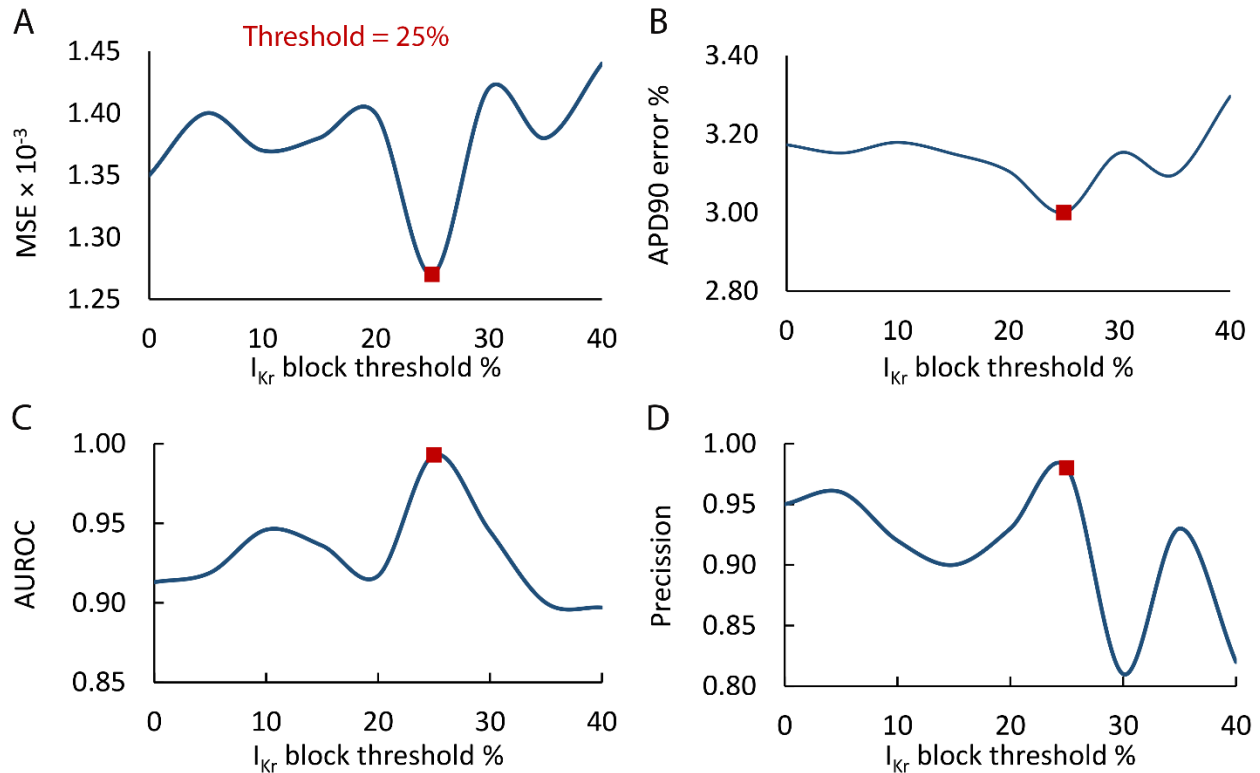 A
Threshold = 25%
1.45
1.40
1.35
1.30
1.25
MSE × 10⁻³
0 10 20 30 40
I_Kr block threshold %
B
3.40
3.20
3.00
2.80
APD90 error %
0 10 20 30 40
I_Kr block threshold %
C
1.00
0.95
0.90
0.85
AUROC
0 10 20 30 40
I_Kr block threshold %
D
1.00
0.95
0.90
0.85
0.80
Precission
0 10 20 30 40
I_Kr block threshold %